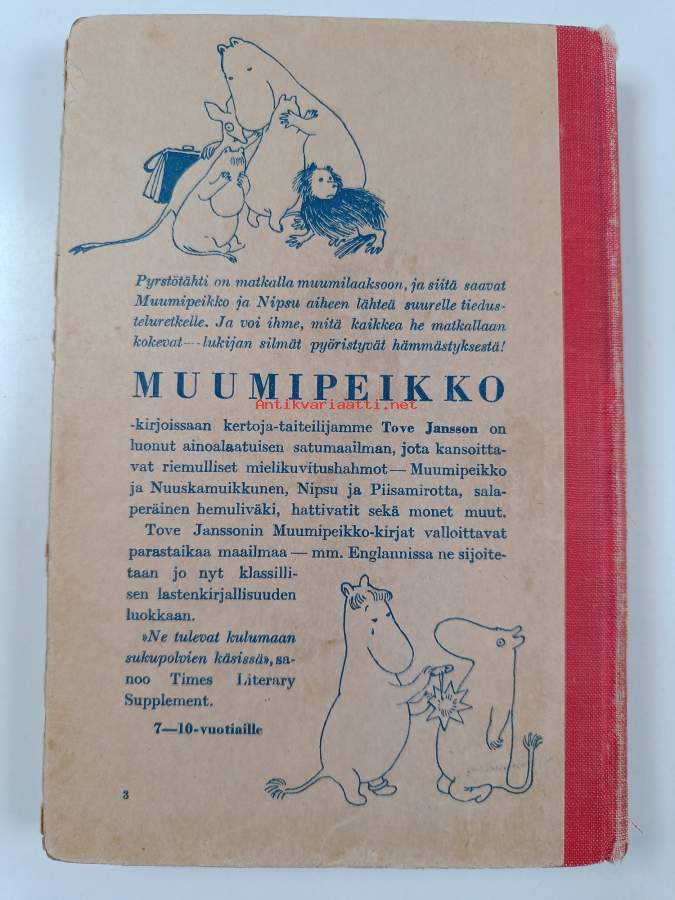 Pyrstötähti on matkalla muumilaaksoon, ja siitä saavat
Muumipeikko ja Nipsu aiheen lähteä suurelle tiedus-
teluretkelle. Ja voi ihme, mitä kaikkea he matkallaan
kokevat — lukijan silmät pyöristyvät hämmästyksestä!
MUUMIPEIKKO
Antikvariaatti.net
-kirjoissaan kertoja-taiteilijamme Tove Jansson on
luonut ainoalaatuisen satumaailman, jota kansoitta-
vat riemulliset mielikuvitushahmot — Muumipeikko
ja Nuuskamuikkunen, Nipsu ja Piisamirotta, sala-
peräinen hemuliväki, hattivatit sekä monet muut.
Tove Janssonin Muumipeikko-kirjat valloittavat
parastaikaa maailmaa — mm. Englannissa ne sijoite-
taan jo nyt klassilli-
sen lastenkirjallisuuden
luokkaan.
»Ne tulevat kulumaan
sukupolvien käsissä», sa-
noo Times Literary
Supplement.
7—10-vuotiaille
3